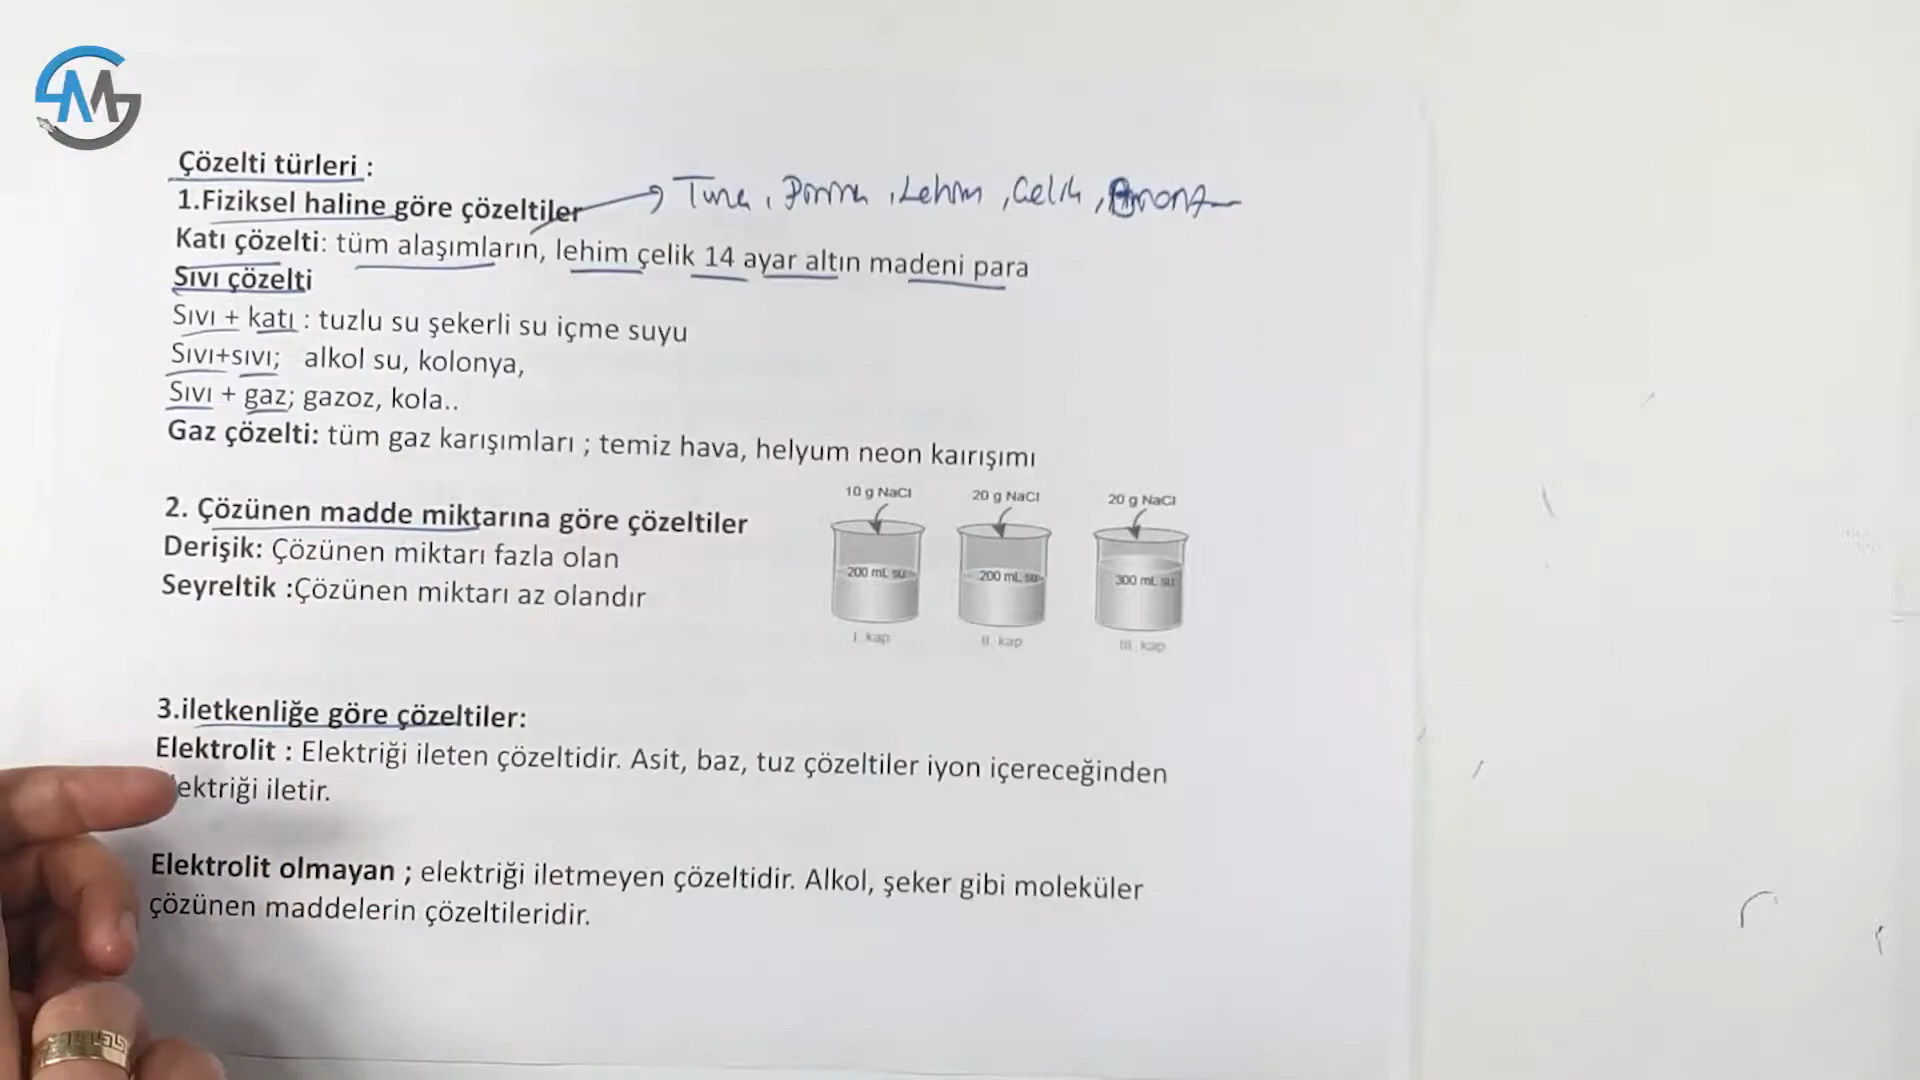 Çözelti türleri :
1.Fiziksel haline göre çözeltiler
Tunç, Pirinç, Lehim, Çelik,
Katı çözelti: tüm alaşımların, lehim çelik 14 ayar altın madeni para
Sıvı çözelti
Sıvı + katı : tuzlu su şekerli su içme suyu
Sıvı+sıvı; alkol su, kolonya,
Sıvı + gaz; gazoz, kola..
Gaz çözelti: tüm gaz karışımları ; temiz hava, helyum neon kaırışımı
2. Çözünen madde miktarına göre çözeltiler
Derişik: Çözünen miktarı fazla olan
Seyreltik :Çözünen miktarı az olandır
10 g NaCl 20 g NaCl 20 g NaCl
200 mL su 200 mL su 300 mL su
I. kap II. kap III. kap
3.iletkenliğe göre çözeltiler:
Elektrolit : Elektriği ileten çözeltidir. Asit, baz, tuz çözeltiler iyon içereceğinden
ektriği iletir.
Elektrolit olmayan ; elektriği iletmeyen çözeltidir. Alkol, şeker gibi moleküler
çözünen maddelerin çözeltileridir.